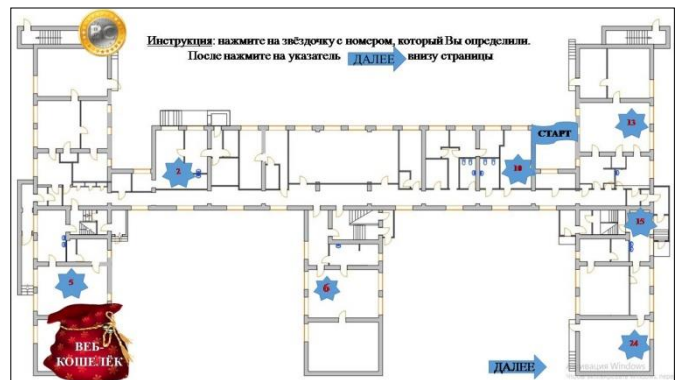 Инструкция: нажмите на звёздочку с номером, который Вы определили.
После нажмите на указатель ДАЛЕЕ внизу страницы
13
СТАРТ
2
18
15
5
6
24
ВЕБ-
КОШЕЛЁК
ДАЛЕЕ